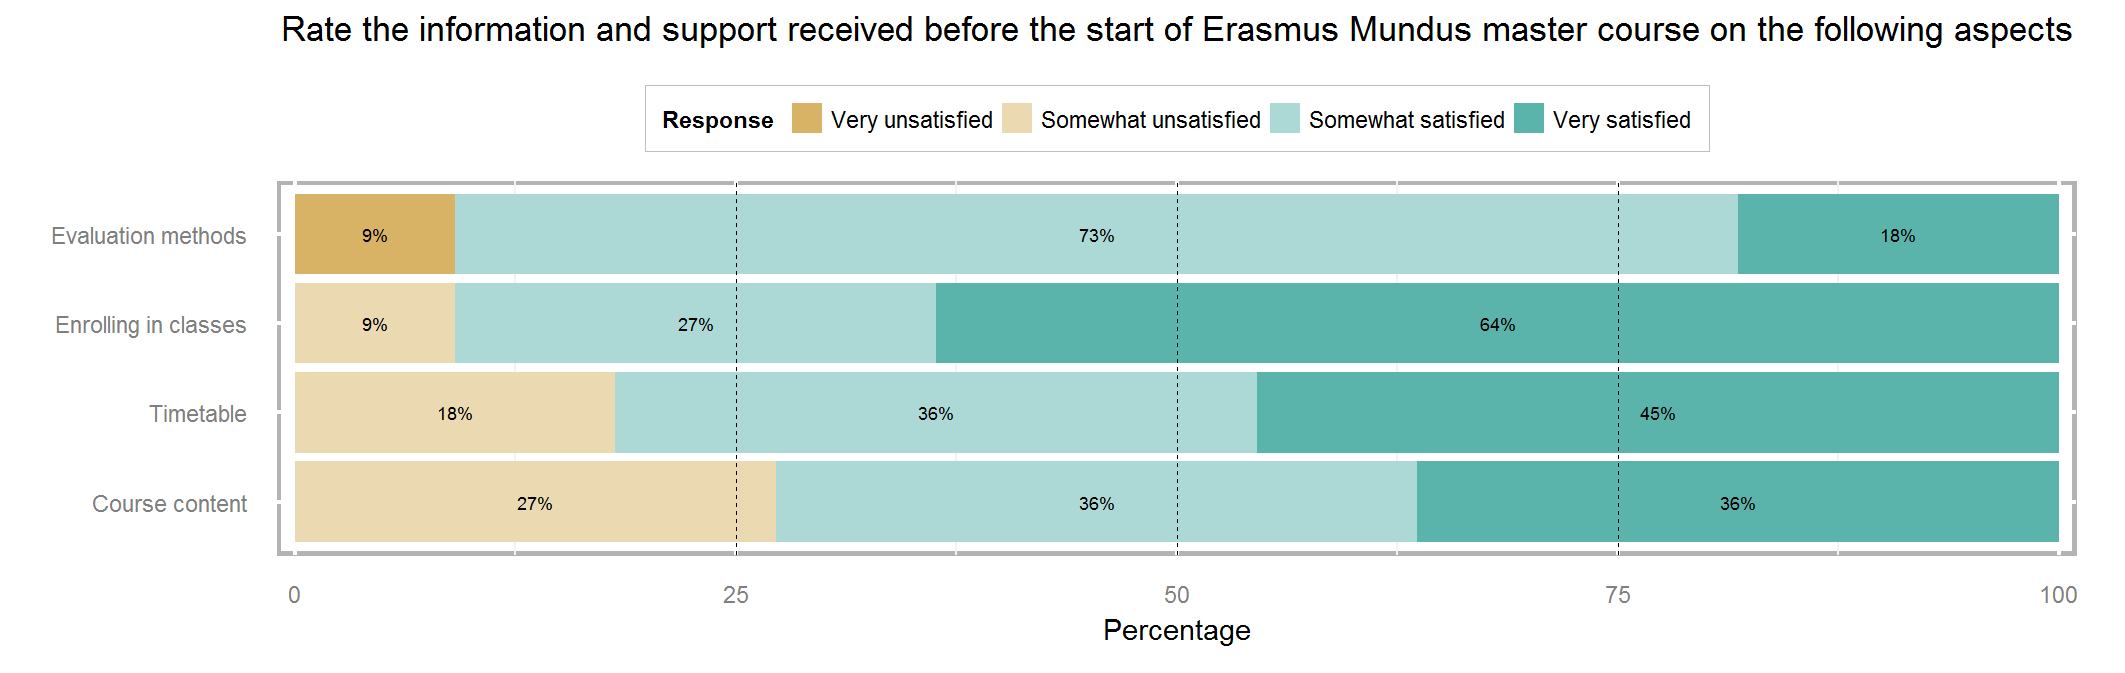 Rate the information and support received before the start of Erasmus Mundus master course on the following aspects
Response Very unsatisfied Somewhat unsatisfied Somewhat satisfied Very satisfied
Evaluation methods 9% 73% 18%
Enrolling in classes 9% 27% 64%
Timetable 18% 36% 45%
Course content 27% 36% 36%
0 25 50 75 100
Percentage